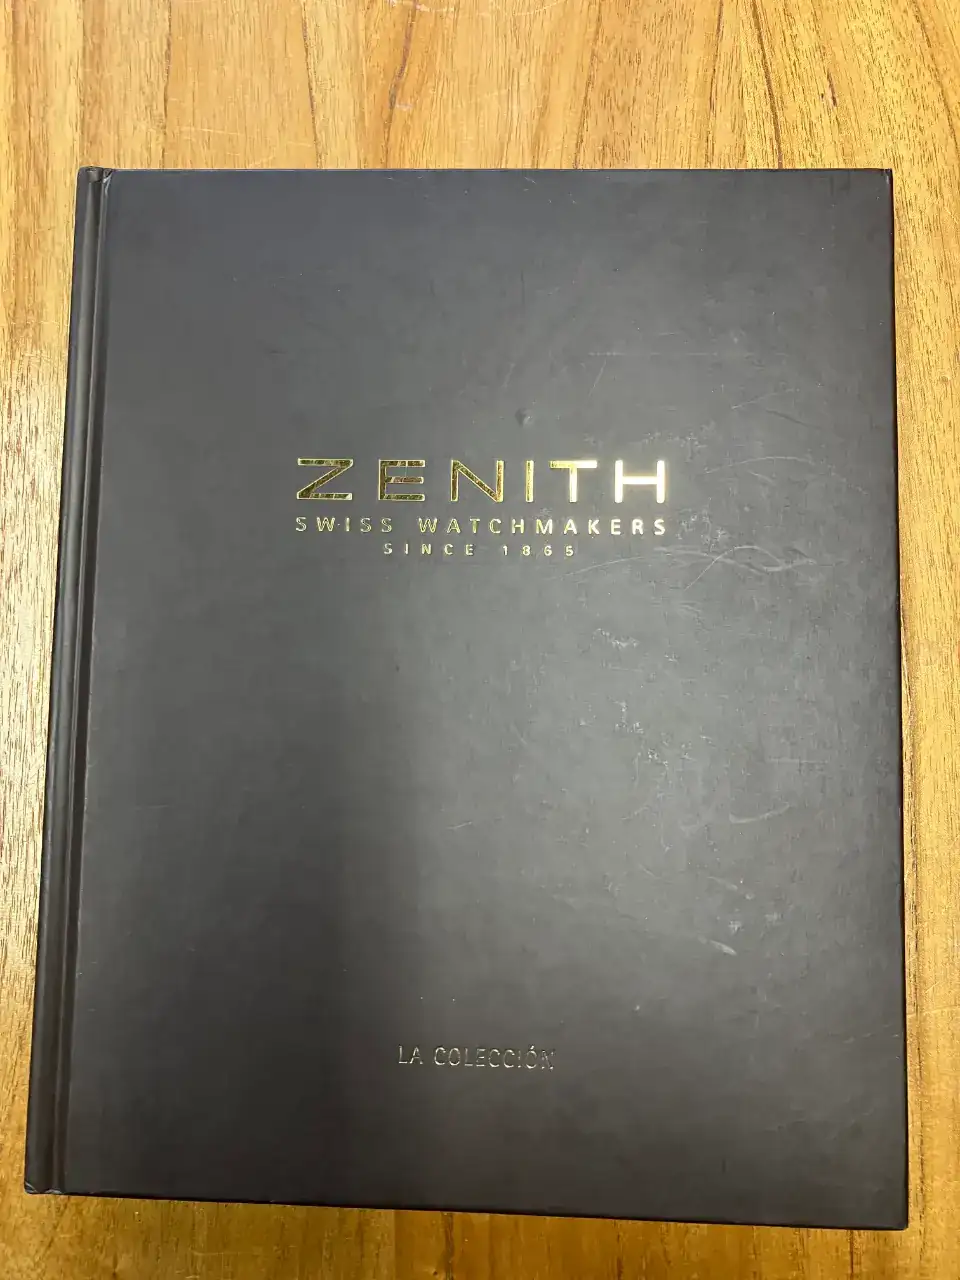 ZENITH
SWISS WATCHMAKERS
SINCE 1865
LA COLECCIÓN